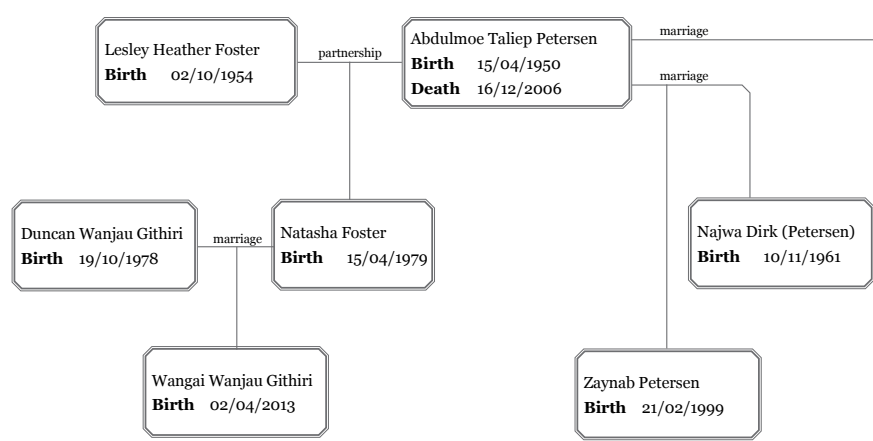 Lesley Heather Foster
Birth 02/10/1954
partnership
Abdulmoe Taliep Petersen
Birth 15/04/1950
Death 16/12/2006
marriage
marriage
Duncan Wanjau Githiri
Birth 19/10/1978
marriage
Natasha Foster
Birth 15/04/1979
Najwa Dirk (Petersen)
Birth 10/11/1961
Wangai Wanjau Githiri
Birth 02/04/2013
Zaynab Petersen
Birth 21/02/1999